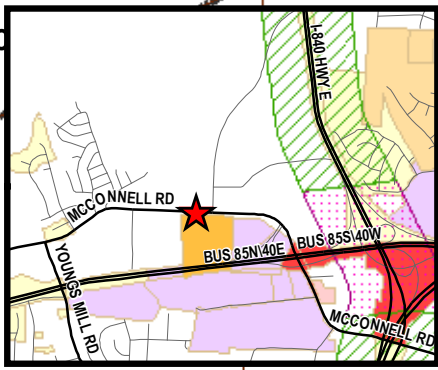 I-840 HWY E
MCCONNELL RD
YOUNGS MILL RD
BUS 85N\40E
BUS 85S\40W
MCCONNELL RD